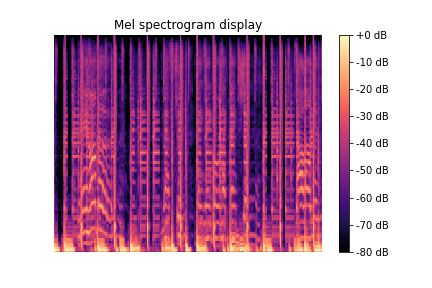 Mel spectrogram display
+0 dB
-10 dB
-20 dB
-30 dB
-40 dB
-50 dB
-60 dB
-70 dB
-80 dB